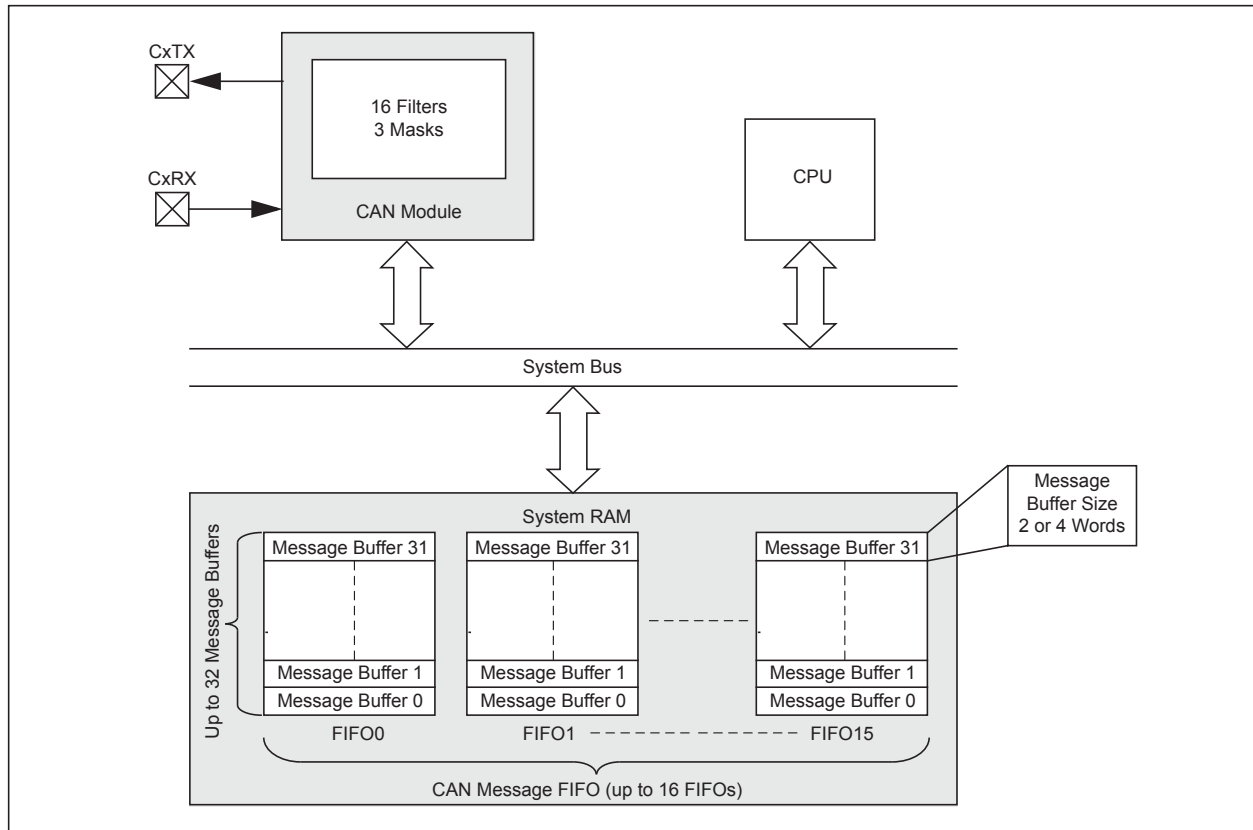 CxTX
16 Filters
3 Masks
CPU
CxRX
CAN Module
System Bus
Message
Buffer Size
2 or 4 Words
System RAM
Up to 32 Message Buffers
Message Buffer 31
Message Buffer 31
Message Buffer 31
Message Buffer 1
Message Buffer 1
Message Buffer 1
Message Buffer 0
Message Buffer 0
Message Buffer 0
FIFO0
FIFO1
FIFO15
CAN Message FIFO (up to 16 FIFOs)